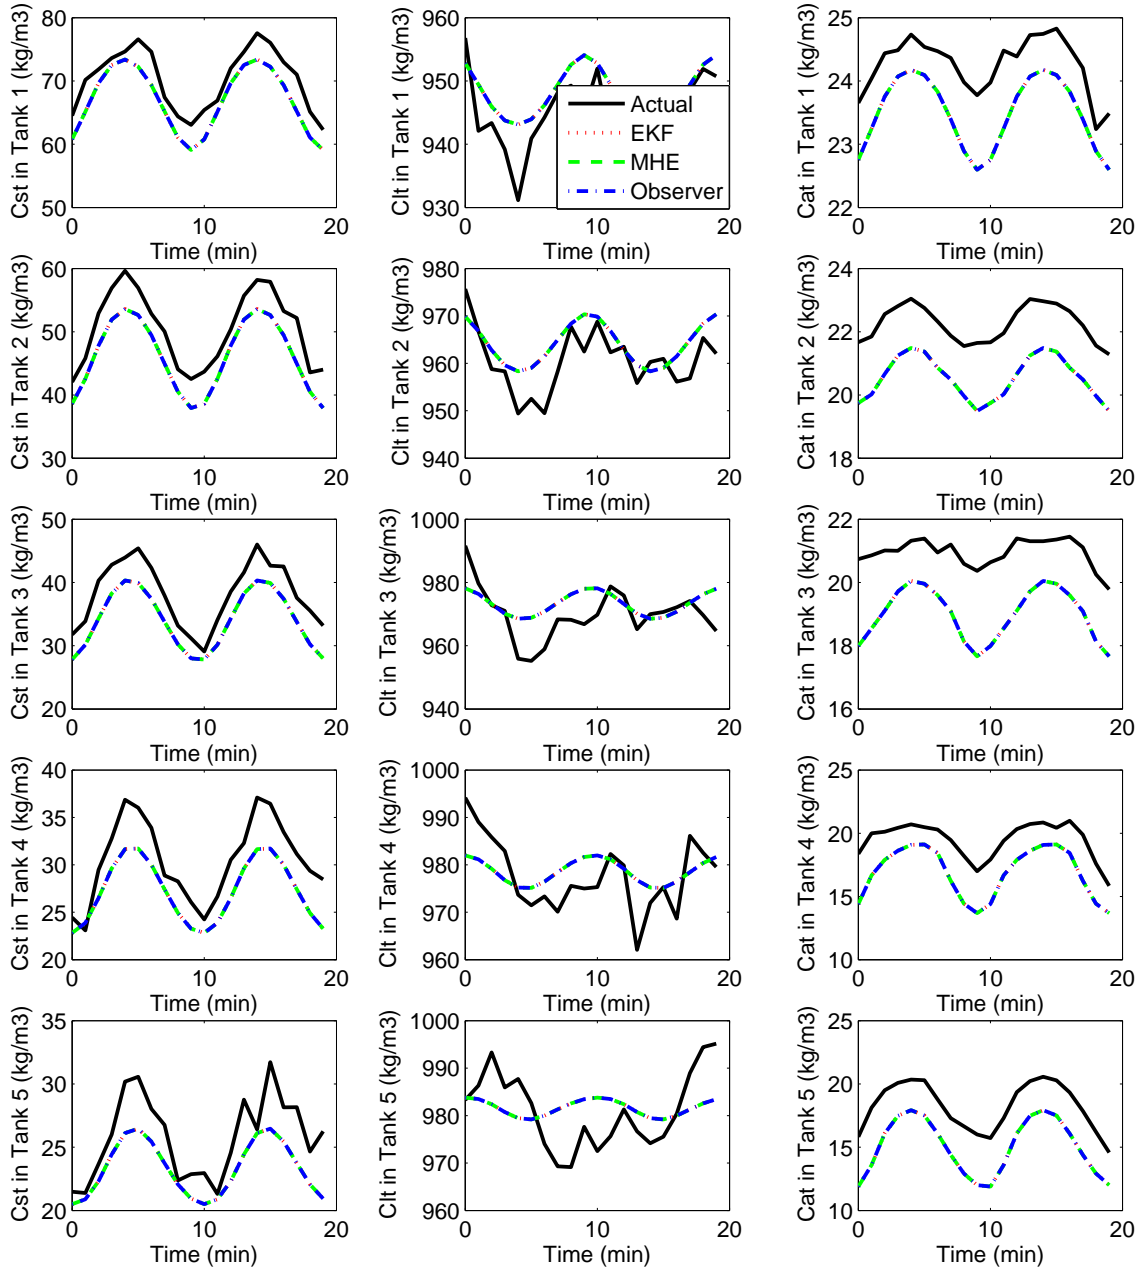 80
70
60
50
Cst in Tank 1 (kg/m3)
0 10 20
Time (min)
960
950
940
930
Clt in Tank 1 (kg/m3)
0 10 20
Time (min)
Actual
EKF
MHE
Observer
25
24
23
22
Cat in Tank 1 (kg/m3)
0 10 20
Time (min)
60
50
40
30
Cst in Tank 2 (kg/m3)
0 10 20
Time (min)
980
970
960
950
940
Clt in Tank 2 (kg/m3)
0 10 20
Time (min)
24
22
20
18
Cat in Tank 2 (kg/m3)
0 10 20
Time (min)
50
40
30
20
Cst in Tank 3 (kg/m3)
0 10 20
Time (min)
1000
980
960
940
Clt in Tank 3 (kg/m3)
0 10 20
Time (min)
22
20
18
16
Cat in Tank 3 (kg/m3)
0 10 20
Time (min)
40
35
30
25
20
Cst in Tank 4 (kg/m3)
0 10 20
Time (min)
1000
990
980
970
960
Clt in Tank 4 (kg/m3)
0 10 20
Time (min)
25
20
15
10
Cat in Tank 4 (kg/m3)
0 10 20
Time (min)
35
30
25
20
Cst in Tank 5 (kg/m3)
0 10 20
Time (min)
1000
990
980
970
960
Clt in Tank 5 (kg/m3)
0 10 20
Time (min)
25
20
15
10
Cat in Tank 5 (kg/m3)
0 10 20
Time (min)